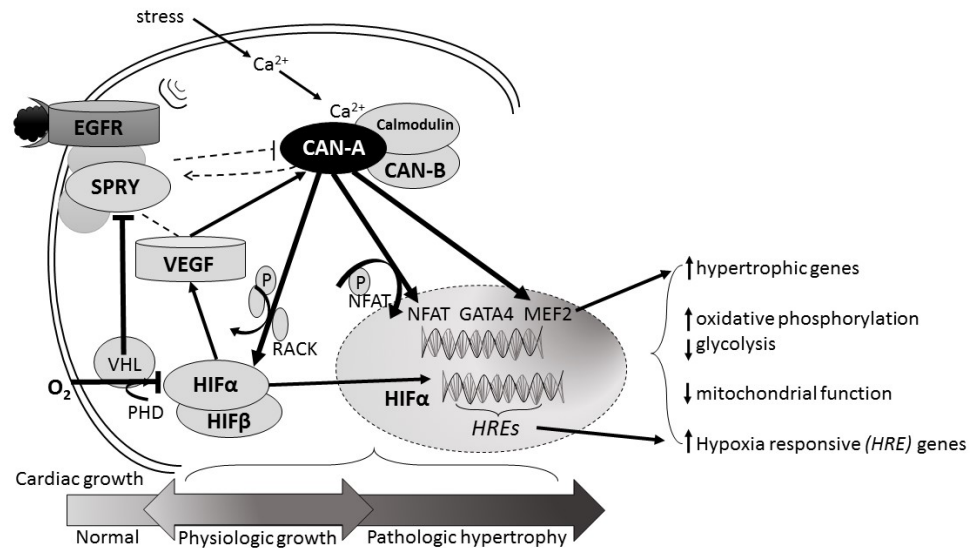 stress
Ca2+
Ca2+
Calmodulin
EGFR
CAN-A
CAN-B
SPRY
VEGF
P
P
NFAT
NFAT GATA4 MEF2
RACK
VHL
O2
PHD
HIFα
HIFβ
HIFα
HREs
hypertrophic genes
oxidative phosphorylation
glycolysis
mitochondrial function
Hypoxia responsive (HRE) genes
Cardiac growth
Normal
Physiologic growth
Pathologic hypertrophy